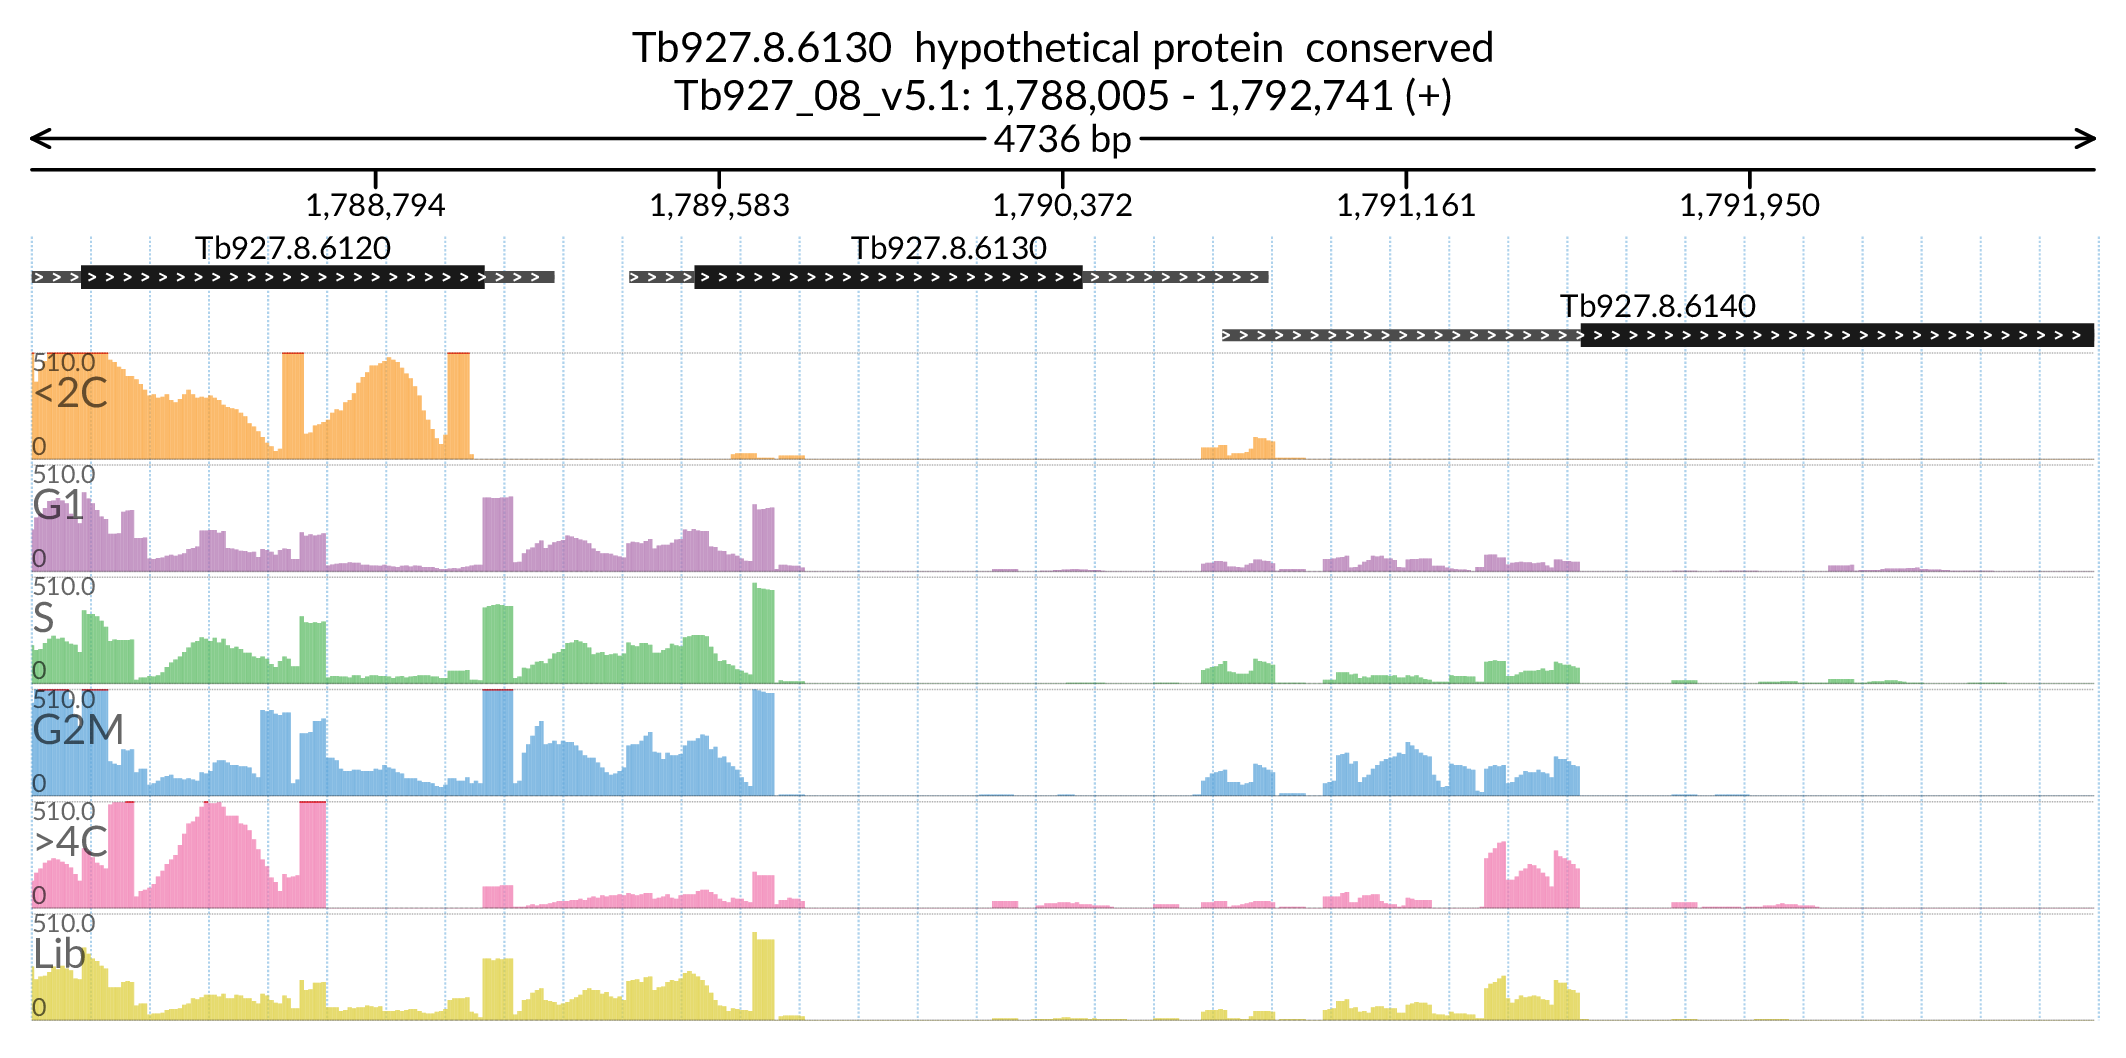 Tb927.8.6130  hypothetical protein  conserved
Tb927_08_v5.1: 1,788,005 - 1,792,741 (+)
4736 bp
1,788,794 1,789,583 1,790,372 1,791,161 1,791,950
Tb927.8.6120 Tb927.8.6130
Tb927.8.6140
510.0
<2C
0
510.0
G1
0
510.0
S
0
510.0
G2M
0
510.0
>4C
0
510.0
Lib
0